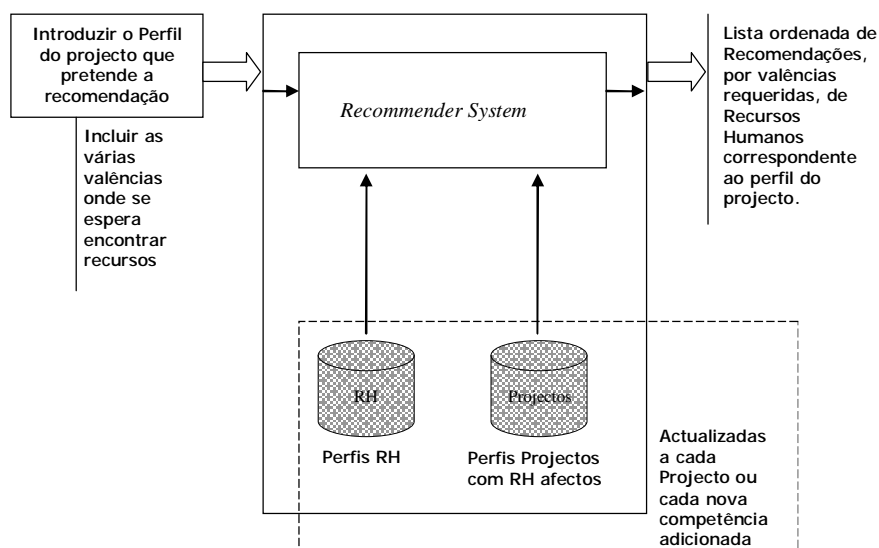 Introduzir o Perfil
do projecto que
pretende a
recomendação
Incluir as
várias
valências
onde se
espera
encontrar
recursos
Recommender System
Lista ordenada de
Recomendações,
por valências
requeridas, de
Recursos
Humanos
correspondente
ao perfil do
projecto.
RH
Perfis RH
Projectos
Perfis Projectos
com RH afectos
Actualizadas
a cada
Projecto ou
cada nova
competência
adicionada